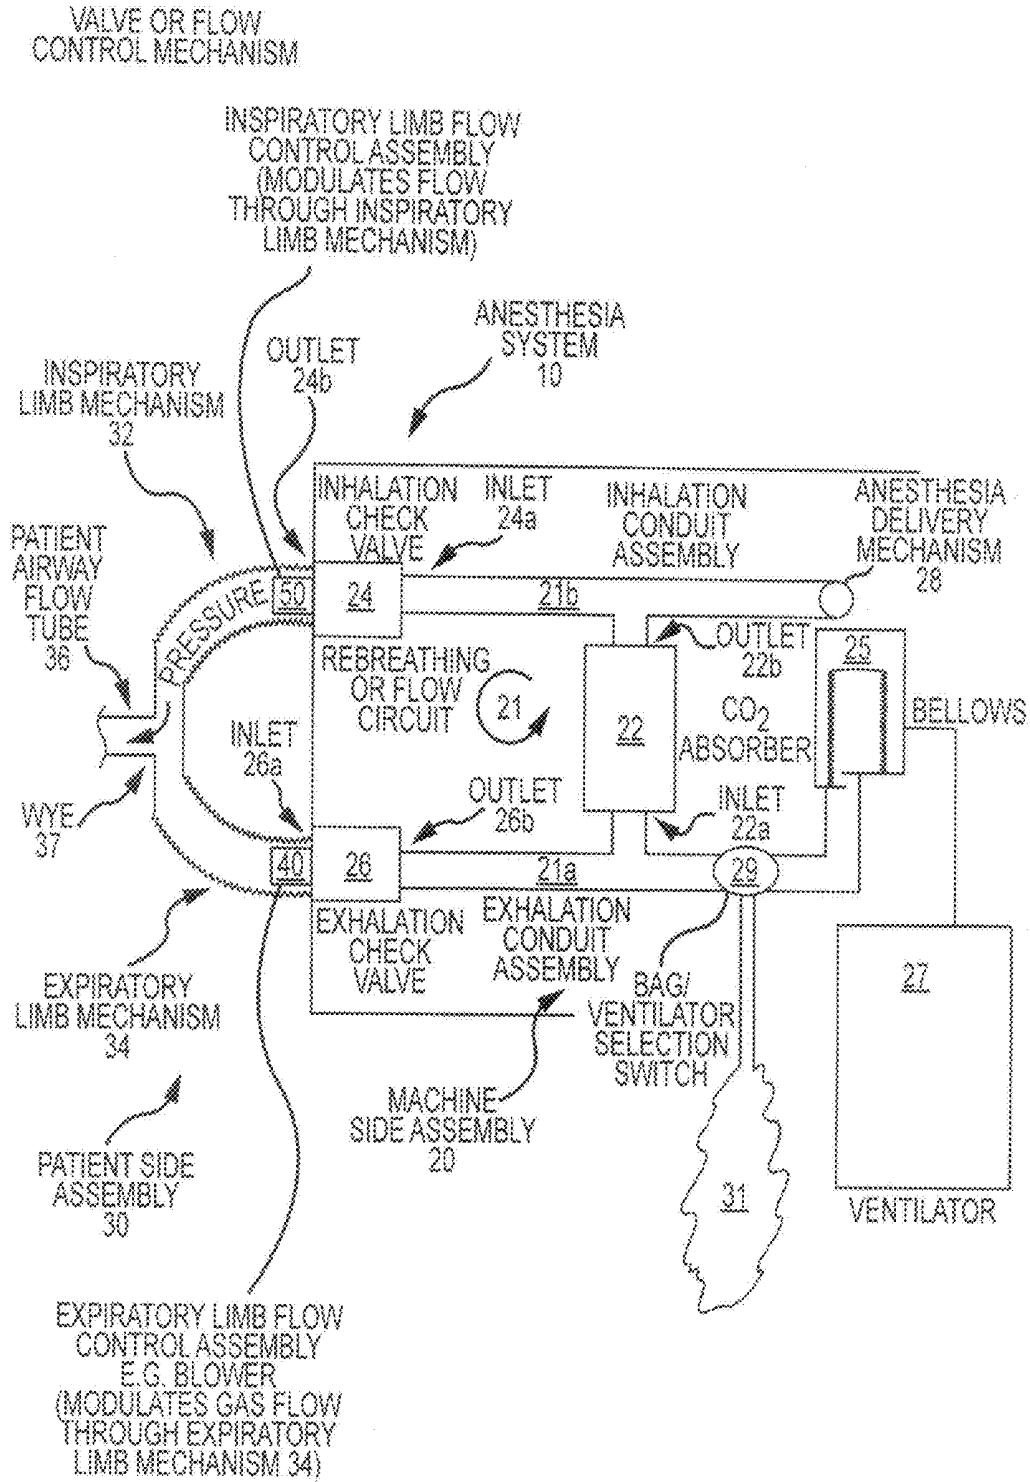 VALVE OR FLOW
CONTROL MECHANISM
INSPIRATORY LIMB FLOW
CONTROL ASSEMBLY
(MODULATES FLOW
THROUGH INSPIRATORY
LIMB MECHANISM)
ANESTHESIA
SYSTEM
10
OUTLET
24b
INSPIRATORY
LIMB MECHANISM
32
INHALATION
CHECK
VALVE
INLET
24a
INHALATION
CONDUIT
ASSEMBLY
ANESTHESIA
DELIVERY
MECHANISM
28
PATIENT
AIRWAY
FLOW
TUBE
36
PRESSURE
50
24
21b
REBREATHING
OR FLOW
CIRCUIT
21
22
OUTLET
22b
CO2
ABSORBER
25
BELLOWS
INLET
26a
WYE
37
OUTLET
26b
INLET
22a
40
26
21a
29
EXHALATION
CHECK
VALVE
EXHALATION
CONDUIT
ASSEMBLY
BAG/
VENTILATOR
SELECTION
SWITCH
27
VENTILATOR
EXPIRATORY
LIMB MECHANISM
34
MACHINE
SIDE ASSEMBLY
20
PATIENT SIDE
ASSEMBLY
30
31
EXPIRATORY LIMB FLOW
CONTROL ASSEMBLY
E.G. BLOWER
(MODULATES GAS FLOW
THROUGH EXPIRATORY
LIMB MECHANISM 34)